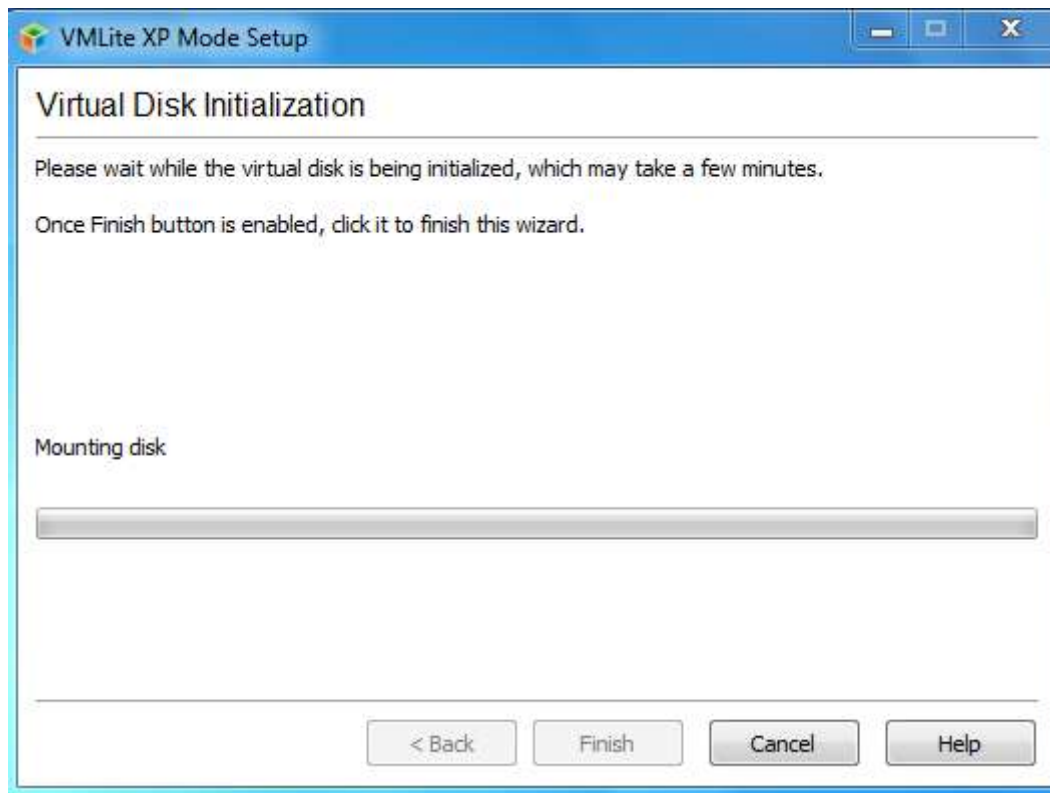 VMLite XP Mode Setup
Virtual Disk Initialization
Please wait while the virtual disk is being initialized, which may take a few minutes.
Once Finish button is enabled, click it to finish this wizard.
Mounting disk
< Back Finish Cancel Help